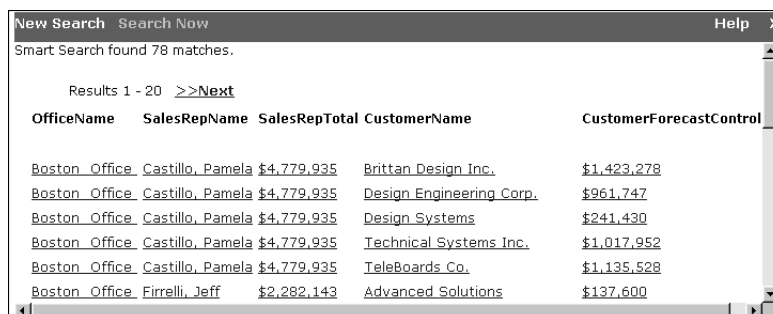 New Search Search Now Help
Smart Search found 78 matches.
Results 1 - 20 >>Next
OfficeName SalesRepName SalesRepTotal CustomerName CustomerForecastControl
Boston Office Castillo, Pamela $4,779,935 Brittan Design Inc. $1,423,278
Boston Office Castillo, Pamela $4,779,935 Design Engineering Corp. $961,747
Boston Office Castillo, Pamela $4,779,935 Design Systems $241,430
Boston Office Castillo, Pamela $4,779,935 Technical Systems Inc. $1,017,952
Boston Office Castillo, Pamela $4,779,935 TeleBoards Co. $1,135,528
Boston Office Firrelli, Jeff $2,282,143 Advanced Solutions $137,600